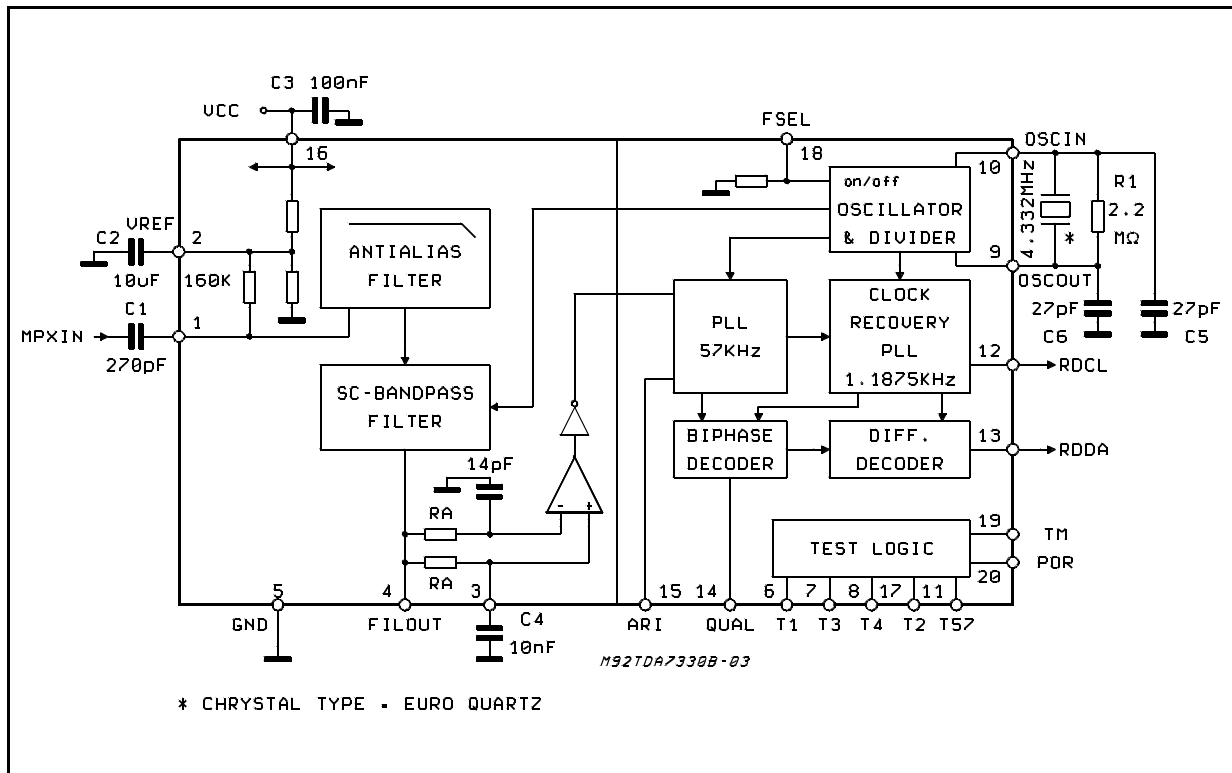 C3 100nF
VCC
16
FSEL
18
OSCIN
10
on/off
OSCILLATOR
& DIVIDER
9
OSCOUT
4.332MHz
*
R1
2.2
MΩ
VREF
C2
10uF
2
160K
C1
MPXIN
270pF
1
ANTIALIAS
FILTER
SC-BANDPASS
FILTER
PLL
57KHz
CLOCK
RECOVERY
PLL
1.1875KHz
27pF
C6
27pF
C5
12
RDCL
BIPHASE
DECODER
DIFF.
DECODER
13
RDDA
14pF
RA
RA
- +
TEST LOGIC
19
TM
POR
20
5
GND
4
FILOUT
3
C4
10nF
15
ARI
14
QUAL
6
T1
7
T3
8
T4
17
T2
11
T57
M92TDA7330B-03
* CHRYSTAL TYPE = EURO QUARTZ